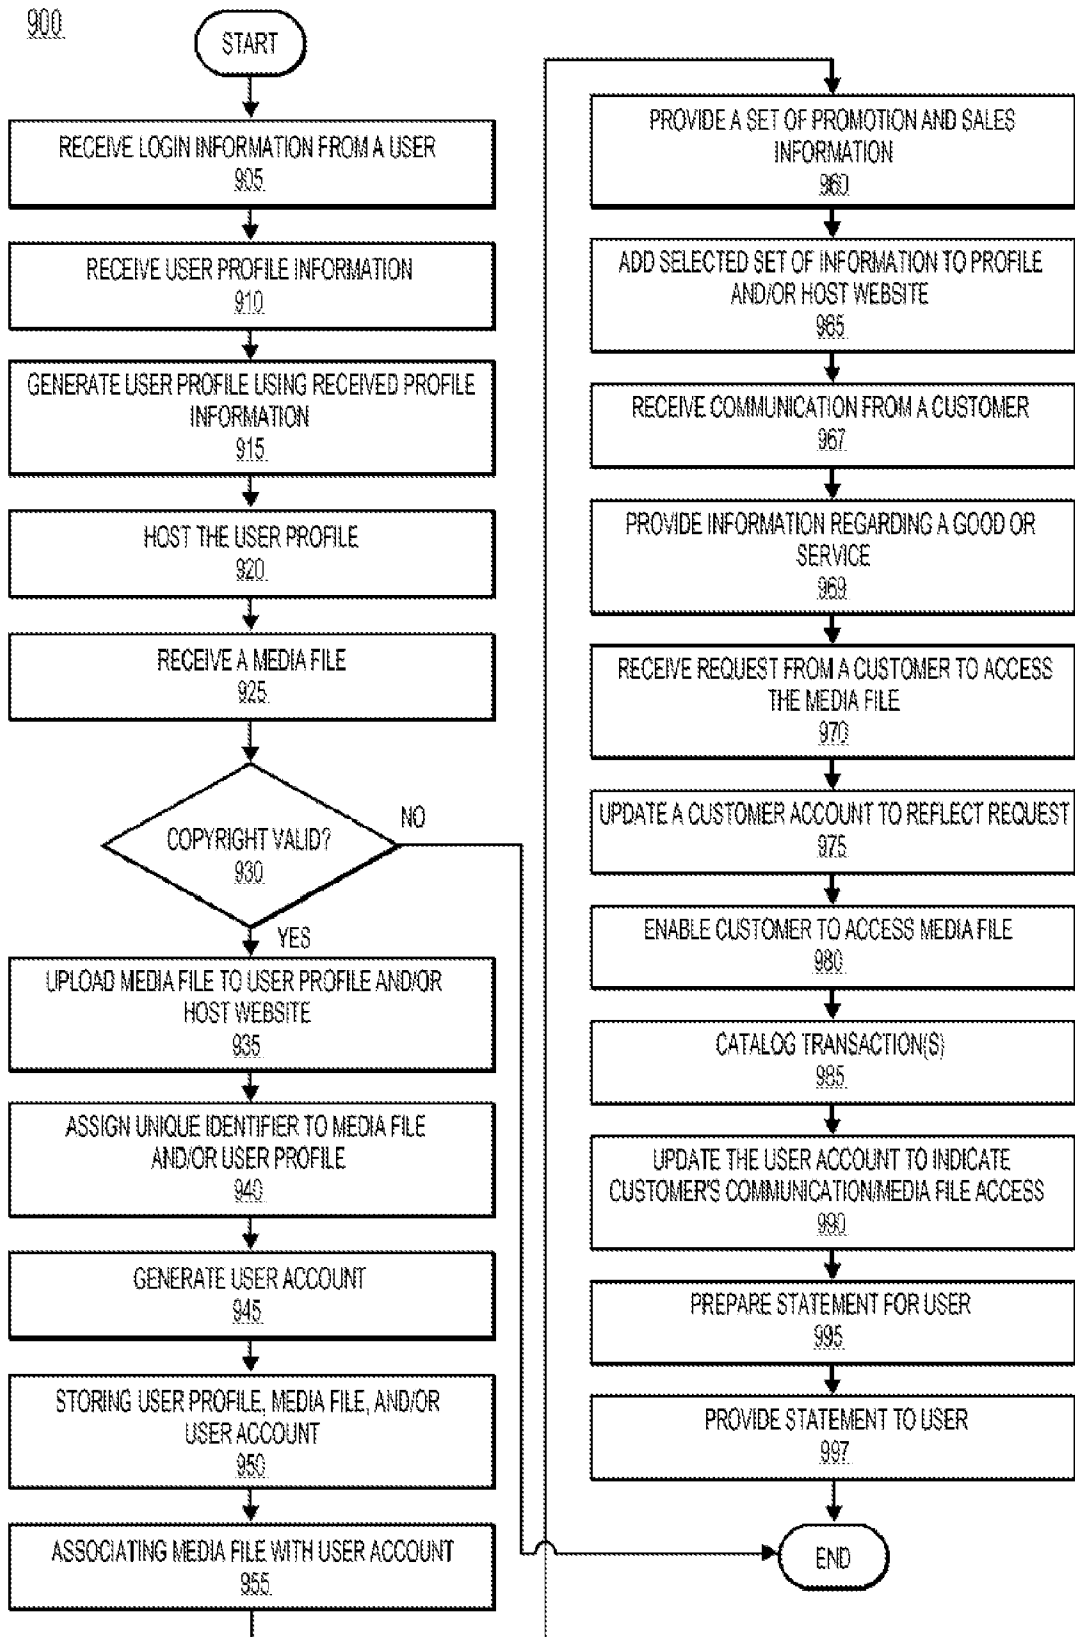 900
START
RECEIVE LOGIN INFORMATION FROM A USER
905
RECEIVE USER PROFILE INFORMATION
910
GENERATE USER PROFILE USING RECEIVED PROFILE
INFORMATION
915
HOST THE USER PROFILE
920
RECEIVE A MEDIA FILE
925
COPYRIGHT VALID?
930
NO
YES
UPLOAD MEDIA FILE TO USER PROFILE AND/OR
HOST WEBSITE
935
ASSIGN UNIQUE IDENTIFIER TO MEDIA FILE
AND/OR USER PROFILE
940
GENERATE USER ACCOUNT
945
STORING USER PROFILE, MEDIA FILE, AND/OR
USER ACCOUNT
950
ASSOCIATING MEDIA FILE WITH USER ACCOUNT
955
PROVIDE A SET OF PROMOTION AND SALES
INFORMATION
960
ADD SELECTED SET OF INFORMATION TO PROFILE
AND/OR HOST WEBSITE
965
RECEIVE COMMUNICATION FROM A CUSTOMER
967
PROVIDE INFORMATION REGARDING A GOOD OR
SERVICE
969
RECEIVE REQUEST FROM A CUSTOMER TO ACCESS
THE MEDIA FILE
970
UPDATE A CUSTOMER ACCOUNT TO REFLECT REQUEST
975
ENABLE CUSTOMER TO ACCESS MEDIA FILE
980
CATALOG TRANSACTION(S)
985
UPDATE THE USER ACCOUNT TO INDICATE
CUSTOMER'S COMMUNICATION/MEDIA FILE ACCESS
990
PREPARE STATEMENT FOR USER
995
PROVIDE STATEMENT TO USER
997
END